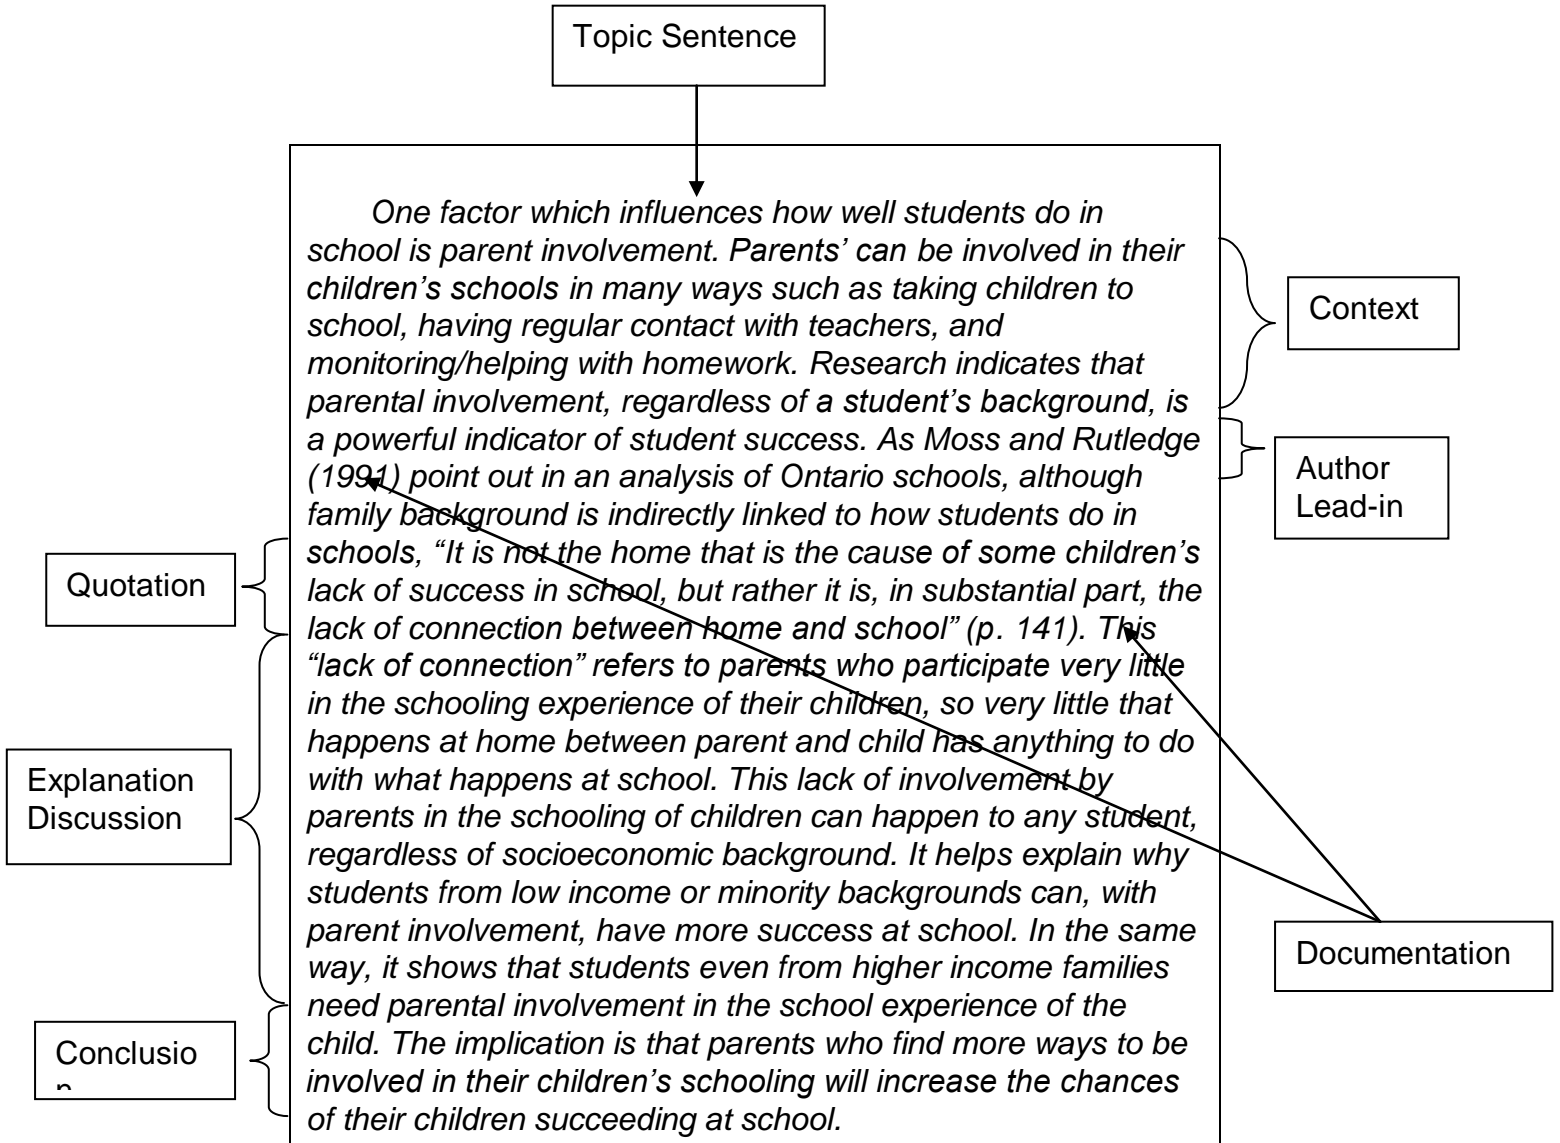 Topic Sentence
One factor which influences how well students do in
school is parent involvement. Parents’ can be involved in their
children’s schools in many ways such as taking children to
school, having regular contact with teachers, and
monitoring/helping with homework. Research indicates that
parental involvement, regardless of a student’s background, is
a powerful indicator of student success. As Moss and Rutledge
(1991) point out in an analysis of Ontario schools, although
family background is indirectly linked to how students do in
schools, “It is not the home that is the cause of some children’s
lack of success in school, but rather it is, in substantial part, the
lack of connection between home and school” (p. 141). This
“lack of connection” refers to parents who participate very little
in the schooling experience of their children, so very little that
happens at home between parent and child has anything to do
with what happens at school. This lack of involvement by
parents in the schooling of children can happen to any student,
regardless of socioeconomic background. It helps explain why
students from low income or minority backgrounds can, with
parent involvement, have more success at school. In the same
way, it shows that students even from higher income families
need parental involvement in the school experience of the
child. The implication is that parents who find more ways to be
involved in their children’s schooling will increase the chances
of their children succeeding at school.
Context
Author
Lead-in
Quotation
Explanation
Discussion
Documentation
Conclusio
n